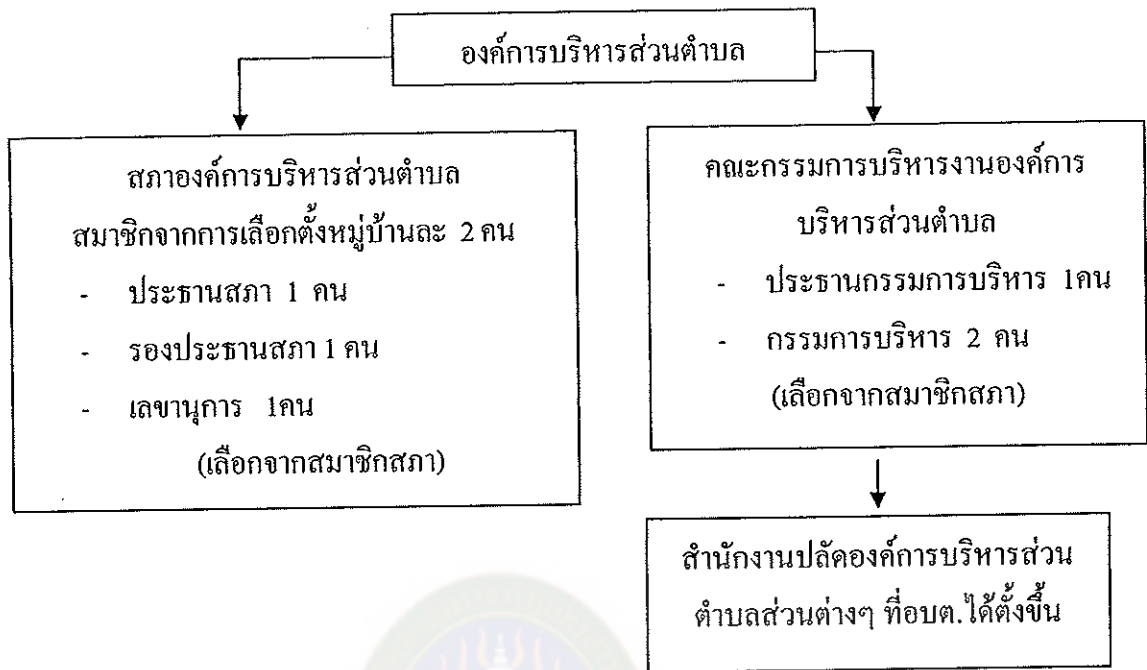 องค์การบริหารส่วนตำบล
สภาองค์การบริหารส่วนตำบล
สมาชิกจากการเลือกตั้งหมู่บ้านละ 2 คน
- ประธานสภา 1 คน
- รองประธานสภา 1 คน
- เลขานุการ 1คน
(เลือกจากสมาชิกสภา)
คณะกรรมการบริหารงานองค์การ
บริหารส่วนตำบล
- ประธานกรรมการบริหาร 1คน
- กรรมการบริหาร 2 คน
(เลือกจากสมาชิกสภา)
สำนักงานปลัดองค์การบริหารส่วน
ตำบลส่วนต่างๆ ที่อบต.ได้ตั้งขึ้น